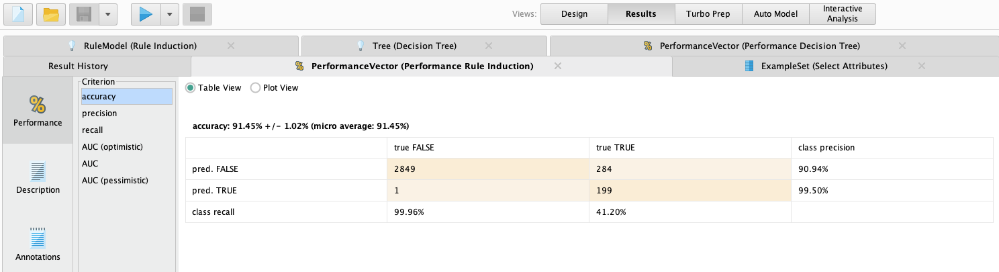 Views: Design Results Turbo Prep Auto Model Interactive Analysis
RuleModel (Rule Induction) Tree (Decision Tree) PerformanceVector (Performance Decision Tree)
Result History PerformanceVector (Performance Rule Induction) ExampleSet (Select Attributes)
Performance
Description
Annotations
Criterion
accuracy
precision
recall
AUC (optimistic)
AUC
AUC (pessimistic)
Table View Plot View
accuracy: 91.45% +/- 1.02% (micro average: 91.45%)
true FALSE true TRUE class precision
pred. FALSE 2849 284 90.94%
pred. TRUE 1 199 99.50%
class recall 99.96% 41.20%